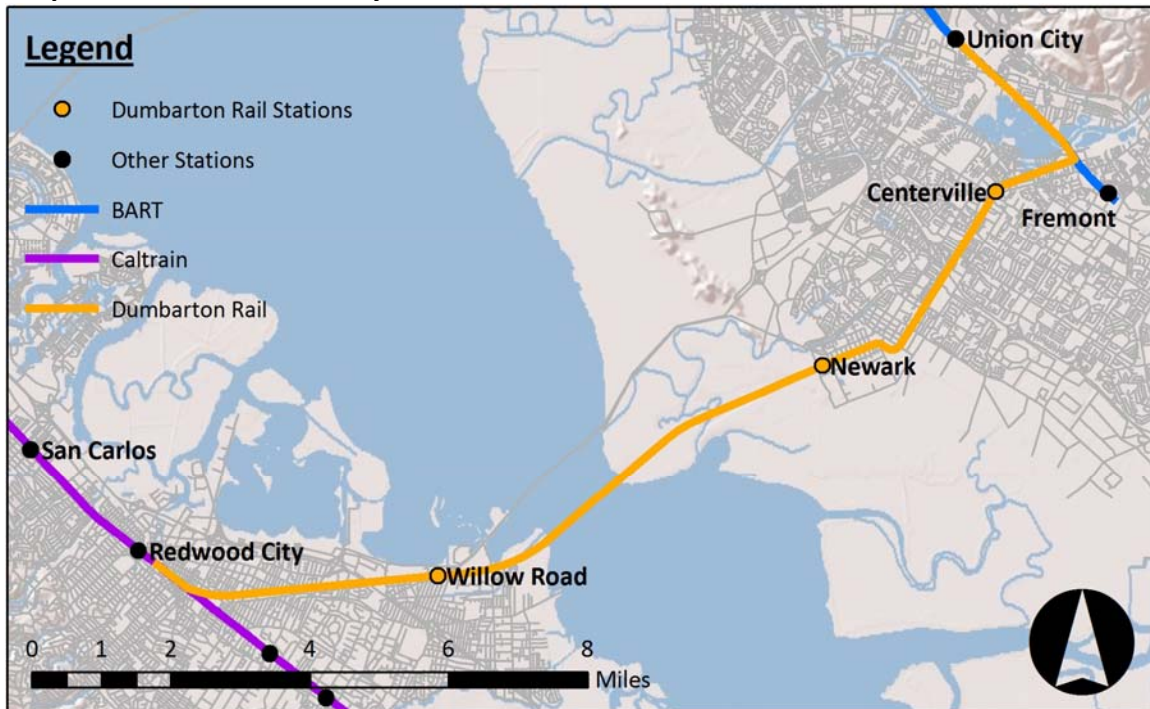 Legend
Dumbarton Rail Stations
Other Stations
BART
Caltrain
Dumbarton Rail
Union City
Centerville
Fremont
Newark
San Carlos
Redwood City
Willow Road
0 1 2 4 6 8
Miles